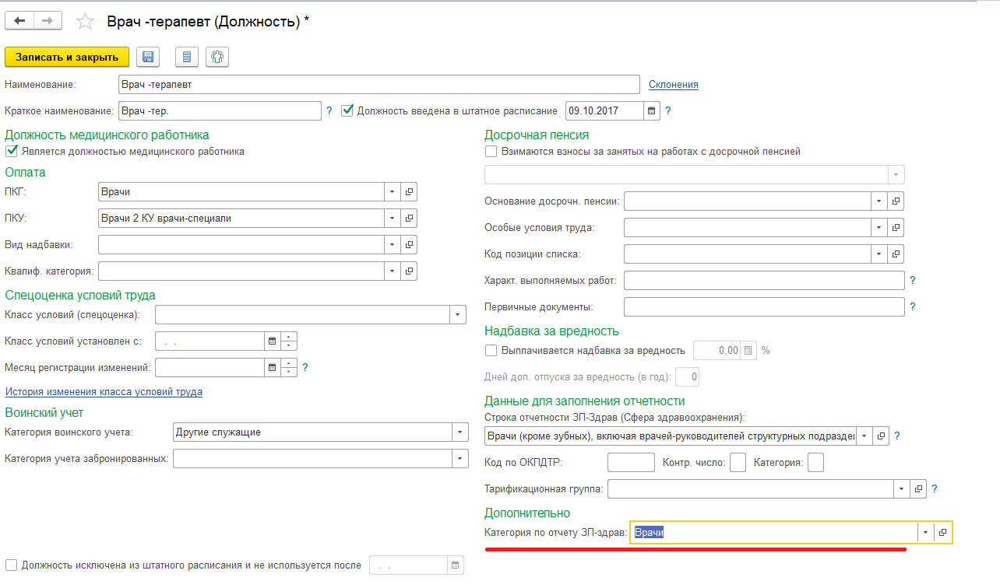 Врач -терапевт (Должность) *
Записать и закрыть
Наименование: Врач -терапевт Склонения
Краткое наименование: Врач -тер. ? Должность введена в штатное расписание 09.10.2017 ?
Должность медицинского работника
Является должностью медицинского работника
Оплата
ПКГ: Врачи
ПКУ: Врачи 2 КУ врачи-специали
Вид надбавки:
Квалиф. категория:
Спецоценка условий труда
Класс условий (спецоценка):
Класс условий установлен с: . .
Месяц регистрации изменений: ?
История изменения класса условий труда
Воинский учет
Категория воинского учета: Другие служащие
Категория учета забронированных:
Досрочная пенсия
Взимаются взносы за занятых на работах с досрочной пенсией
Основание досрочн. пенсии:
Особые условия труда:
Код позиции списка:
Характ. выполняемых работ: ?
Первичные документы: ?
Надбавка за вредность
Выплачивается надбавка за вредность 0,00 %
Дней доп. отпуска за вредность (в год): 0
Данные для заполнения отчетности
Строка отчетности ЗП-Здрав (Сфера здравоохранения):
Врачи (кроме зубных), включая врачей-руководителей структурных подразде ?
Код по ОКПДТР: Контр. число: Категория:
Тарификационная группа: ?
Дополнительно
Категория по отчету ЗП-здрав: Врачи
Должность исключена из штатного расписания и не используется после . .